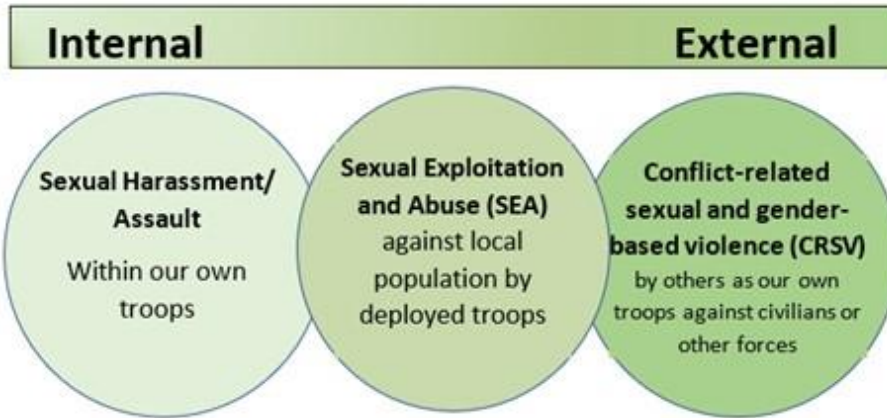 Internal
External
Sexual Harassment/
Assault
Within our own
troops
Sexual Exploitation
and Abuse (SEA)
against local
population by
deployed troops
Conflict-related
sexual and gender-
based violence (CRSV)
by others as our own
troops against civilians or
other forces